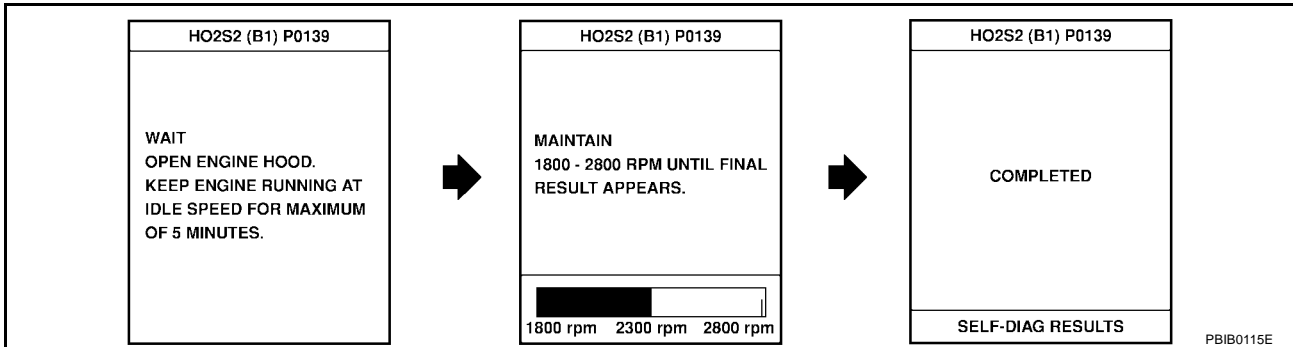 HO2S2 (B1) P0139
WAIT
OPEN ENGINE HOOD.
KEEP ENGINE RUNNING AT
IDLE SPEED FOR MAXIMUM
OF 5 MINUTES.
HO2S2 (B1) P0139
MAINTAIN
1800 - 2800 RPM UNTIL FINAL
RESULT APPEARS.
1800 rpm 2300 rpm 2800 rpm
HO2S2 (B1) P0139
COMPLETED
SELF-DIAG RESULTS
PBIB0115E